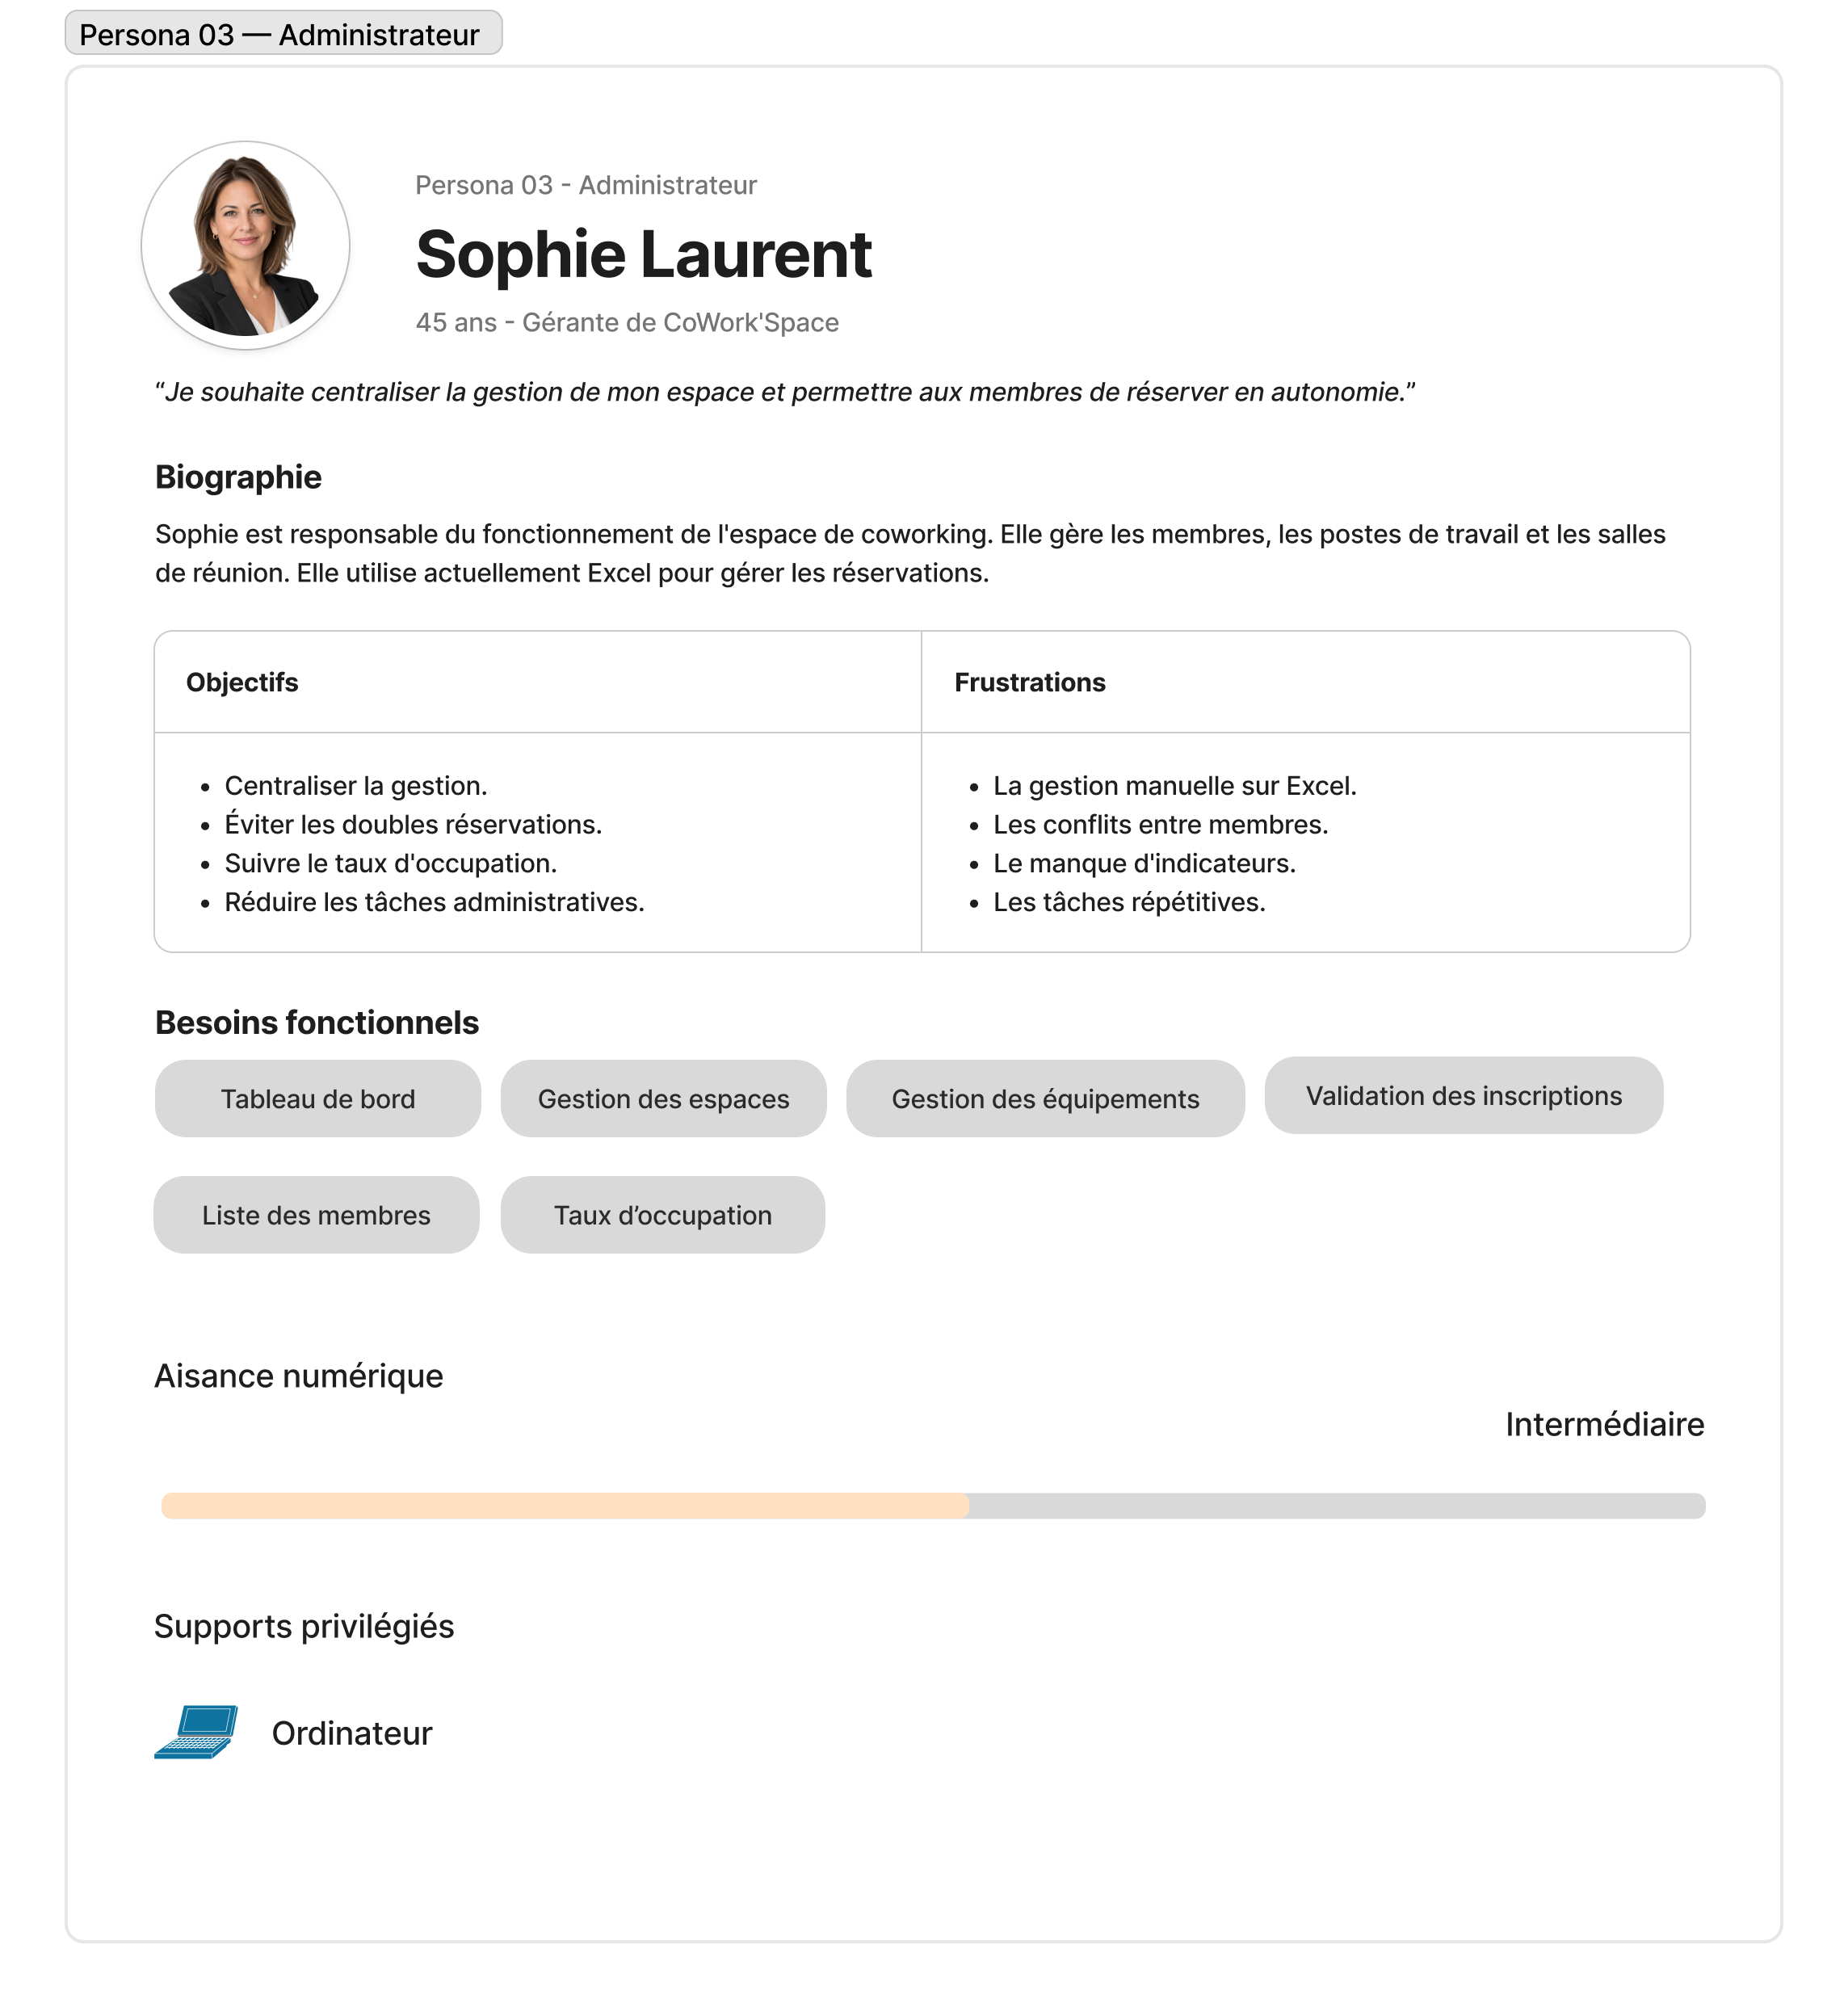 Persona 03 — Administrateur
Persona 03 - Administrateur
Sophie Laurent
45 ans - Gérante de CoWork'Space
“Je souhaite centraliser la gestion de mon espace et permettre aux membres de réserver en autonomie.”
Biographie
Sophie est responsable du fonctionnement de l'espace de coworking. Elle gère les membres, les postes de travail et les salles
de réunion. Elle utilise actuellement Excel pour gérer les réservations.
Objectifs
• Centraliser la gestion.
• Éviter les doubles réservations.
• Suivre le taux d'occupation.
• Réduire les tâches administratives.
Frustrations
• La gestion manuelle sur Excel.
• Les conflits entre membres.
• Le manque d'indicateurs.
• Les tâches répétitives.
Besoins fonctionnels
Tableau de bord
Gestion des espaces
Gestion des équipements
Validation des inscriptions
Liste des membres
Taux d’occupation
Aisance numérique
Intermédiaire
Supports privilégiés
Ordinateur